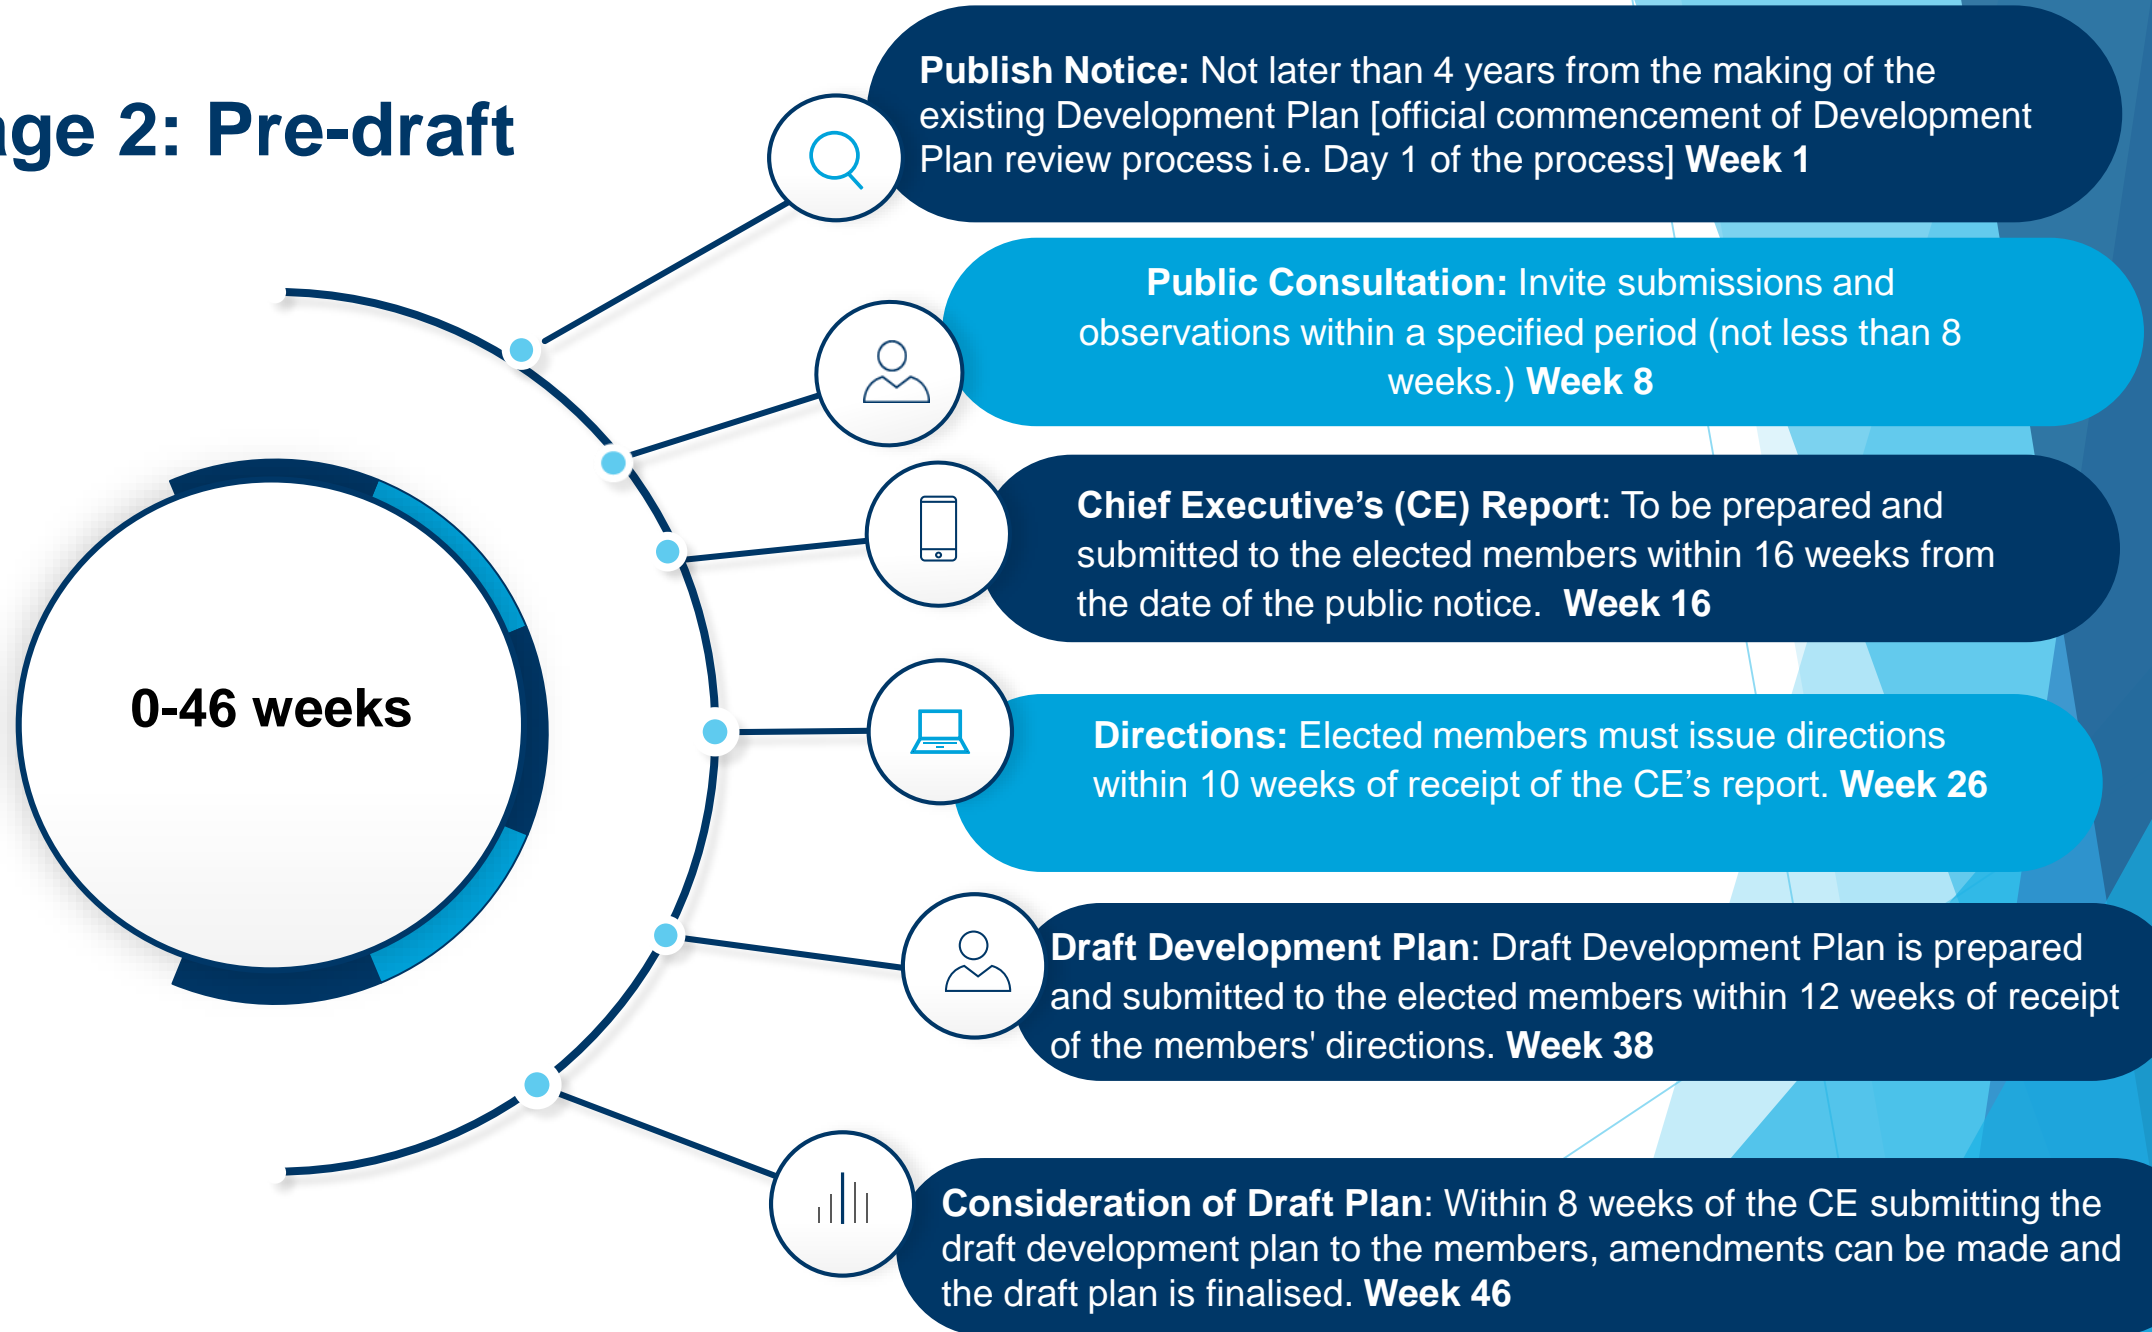 age 2: Pre-draft
Publish Notice: Not later than 4 years from the making of the
existing Development Plan [official commencement of Development
Plan review process i.e. Day 1 of the process] Week 1
Public Consultation: Invite submissions and
observations within a specified period (not less than 8
weeks.) Week 8
Chief Executive’s (CE) Report: To be prepared and
submitted to the elected members within 16 weeks from
the date of the public notice.  Week 16
0-46 weeks
Directions: Elected members must issue directions
within 10 weeks of receipt of the CE’s report. Week 26
Draft Development Plan: Draft Development Plan is prepared
and submitted to the elected members within 12 weeks of receipt
of the members' directions. Week 38
Consideration of Draft Plan: Within 8 weeks of the CE submitting the
draft development plan to the members, amendments can be made and
the draft plan is finalised. Week 46